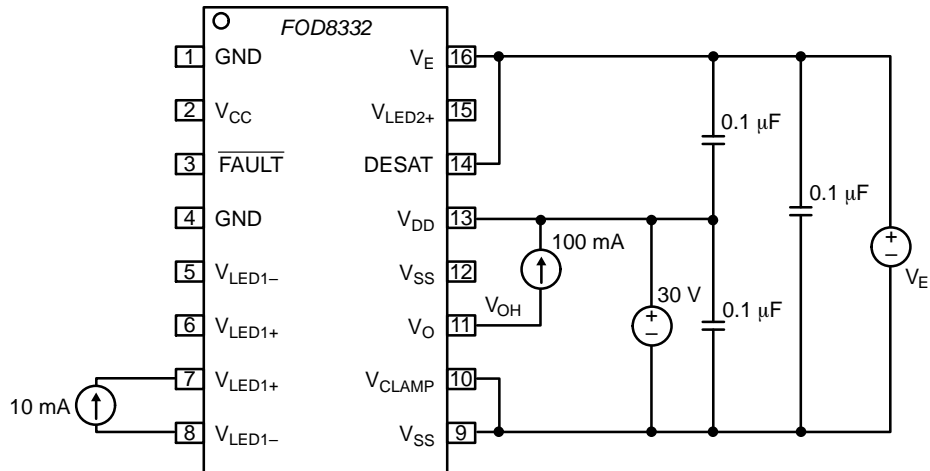 FOD8332
1 GND
2 VCC
3 FAULT
4 GND
5 VLED1–
6 VLED1+
7 VLED1+
8 VLED1–
VE 16
VLED2+ 15
DESAT 14
VDD 13
VSS 12
VO 11
VCLAMP 10
VSS 9
10 mA
VOH
100 mA
30 V
+
–
0.1 μF
0.1 μF
0.1 μF
+
–
VE